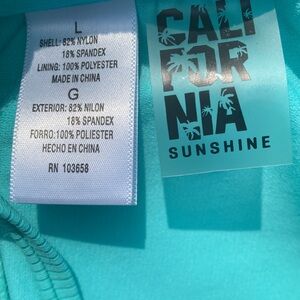 L
SHELL: 82% NYLON
18% SPANDEX
LINING: 100% POLYESTER
MADE IN CHINA
G
EXTERIOR: 82% NILON
18% SPANDEX
FORRO:100% POLIESTER
HECHO EN CHINA
RN 103658
CALI
FOR
NIA
SUNSHINE